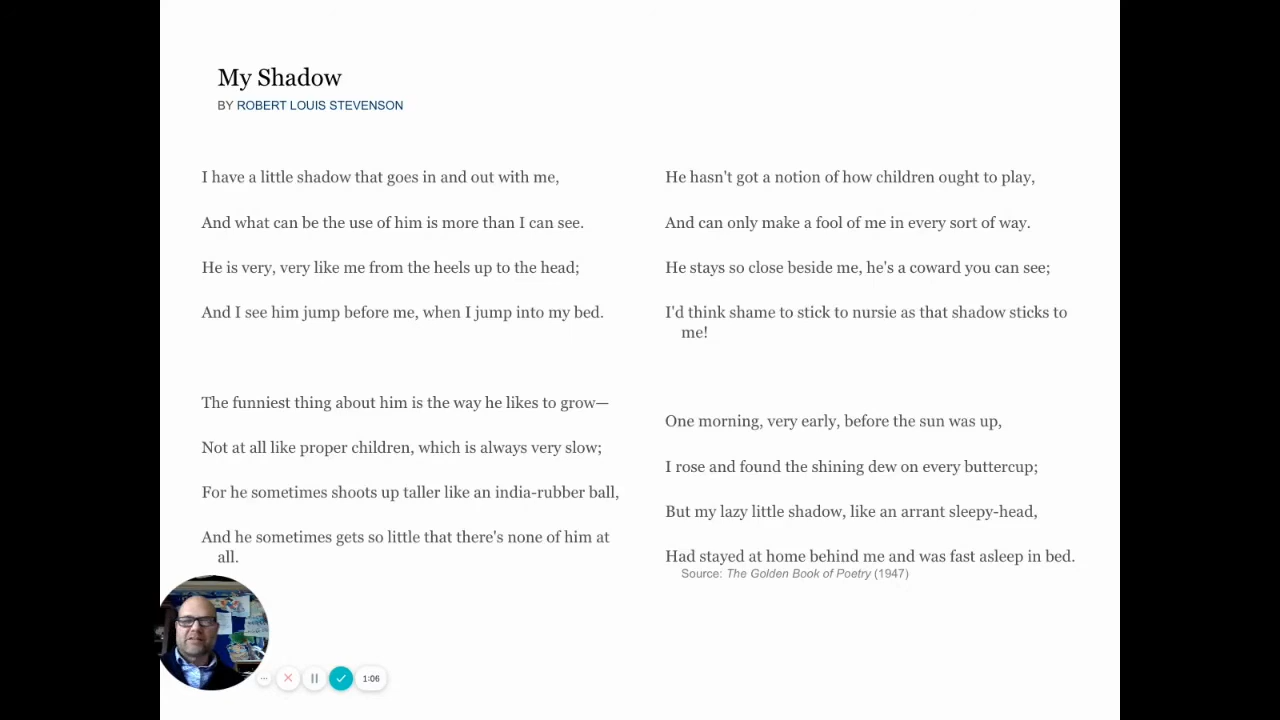 My Shadow
BY ROBERT LOUIS STEVENSON
I have a little shadow that goes in and out with me,
And what can be the use of him is more than I can see.
He is very, very like me from the heels up to the head;
And I see him jump before me, when I jump into my bed.
The funniest thing about him is the way he likes to grow—
Not at all like proper children, which is always very slow;
For he sometimes shoots up taller like an india-rubber ball,
And he sometimes gets so little that there's none of him at
all.
He hasn't got a notion of how children ought to play,
And can only make a fool of me in every sort of way.
He stays so close beside me, he's a coward you can see;
I'd think shame to stick to nursie as that shadow sticks to
me!
One morning, very early, before the sun was up,
I rose and found the shining dew on every buttercup;
But my lazy little shadow, like an arrant sleepy-head,
Had stayed at home behind me and was fast asleep in bed.
Source: The Golden Book of Poetry (1947)
1:06